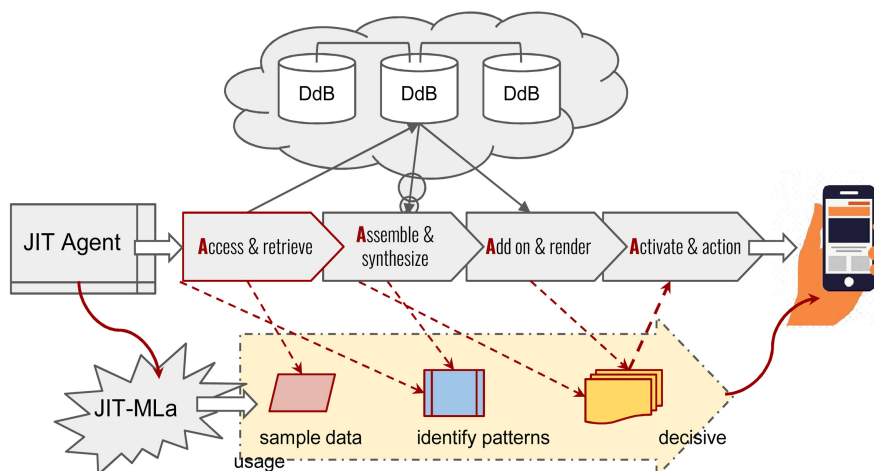 DdB
DdB
DdB
JIT Agent
Access & retrieve
Assemble &
synthesize
Add on & render
Activate & action
JIT-MLa
sample data
usage
identify patterns
decisive